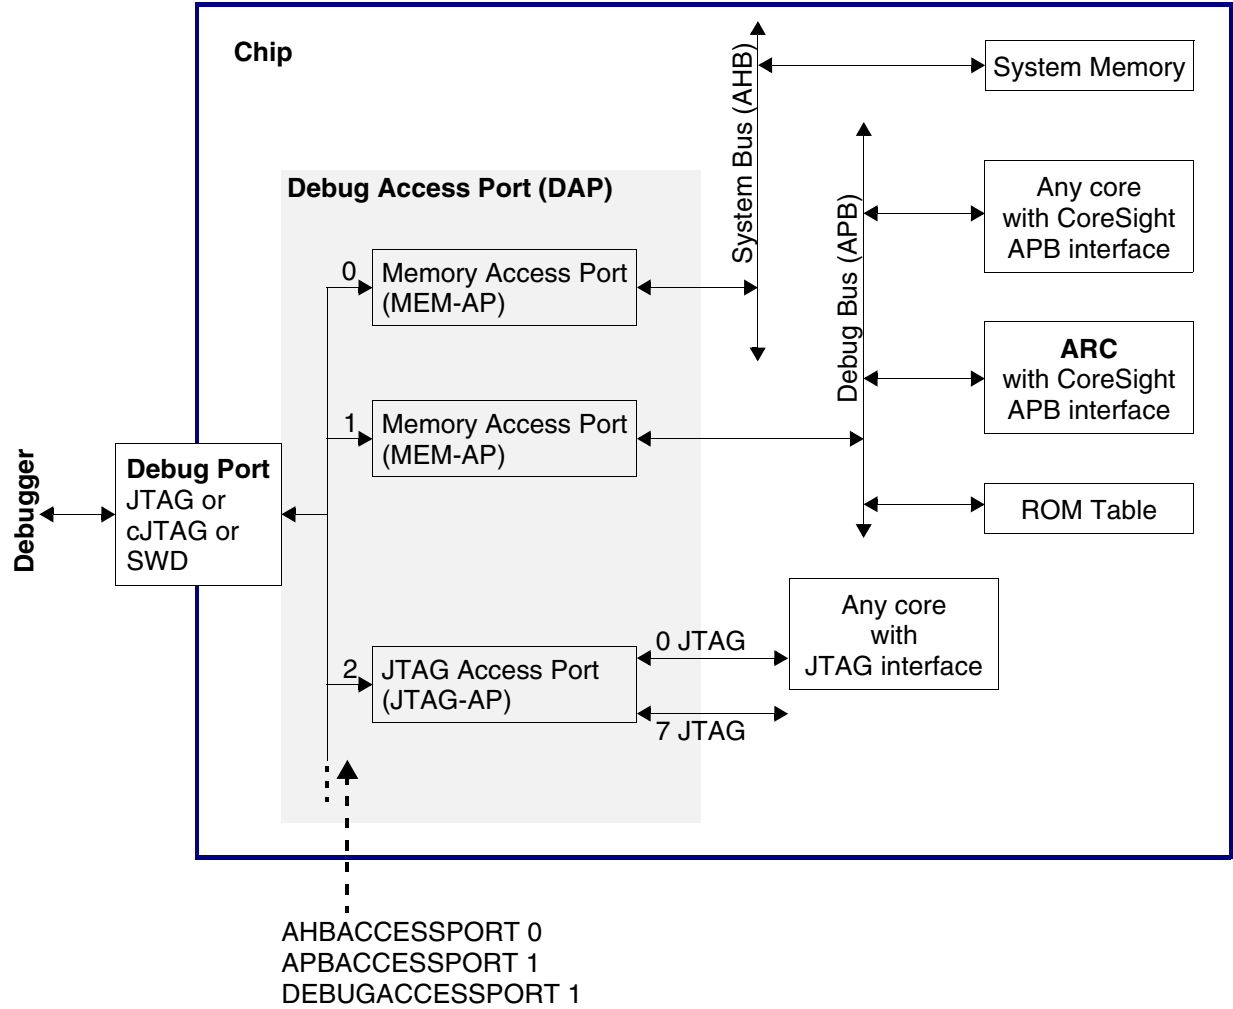 Chip
System Bus (AHB)
System Memory
Debug Access Port (DAP)
Debug Bus (APB)
Any core
with CoreSight
APB interface
0
Memory Access Port
(MEM-AP)
ARC
with CoreSight
APB interface
1
Memory Access Port
(MEM-AP)
Debugger
Debug Port
JTAG or
cJTAG or
SWD
ROM Table
Any core
with
JTAG interface
2
JTAG Access Port
(JTAG-AP)
0 JTAG
7 JTAG
AHBACCESSPORT 0
APBACCESSPORT 1
DEBUGACCESSPORT 1